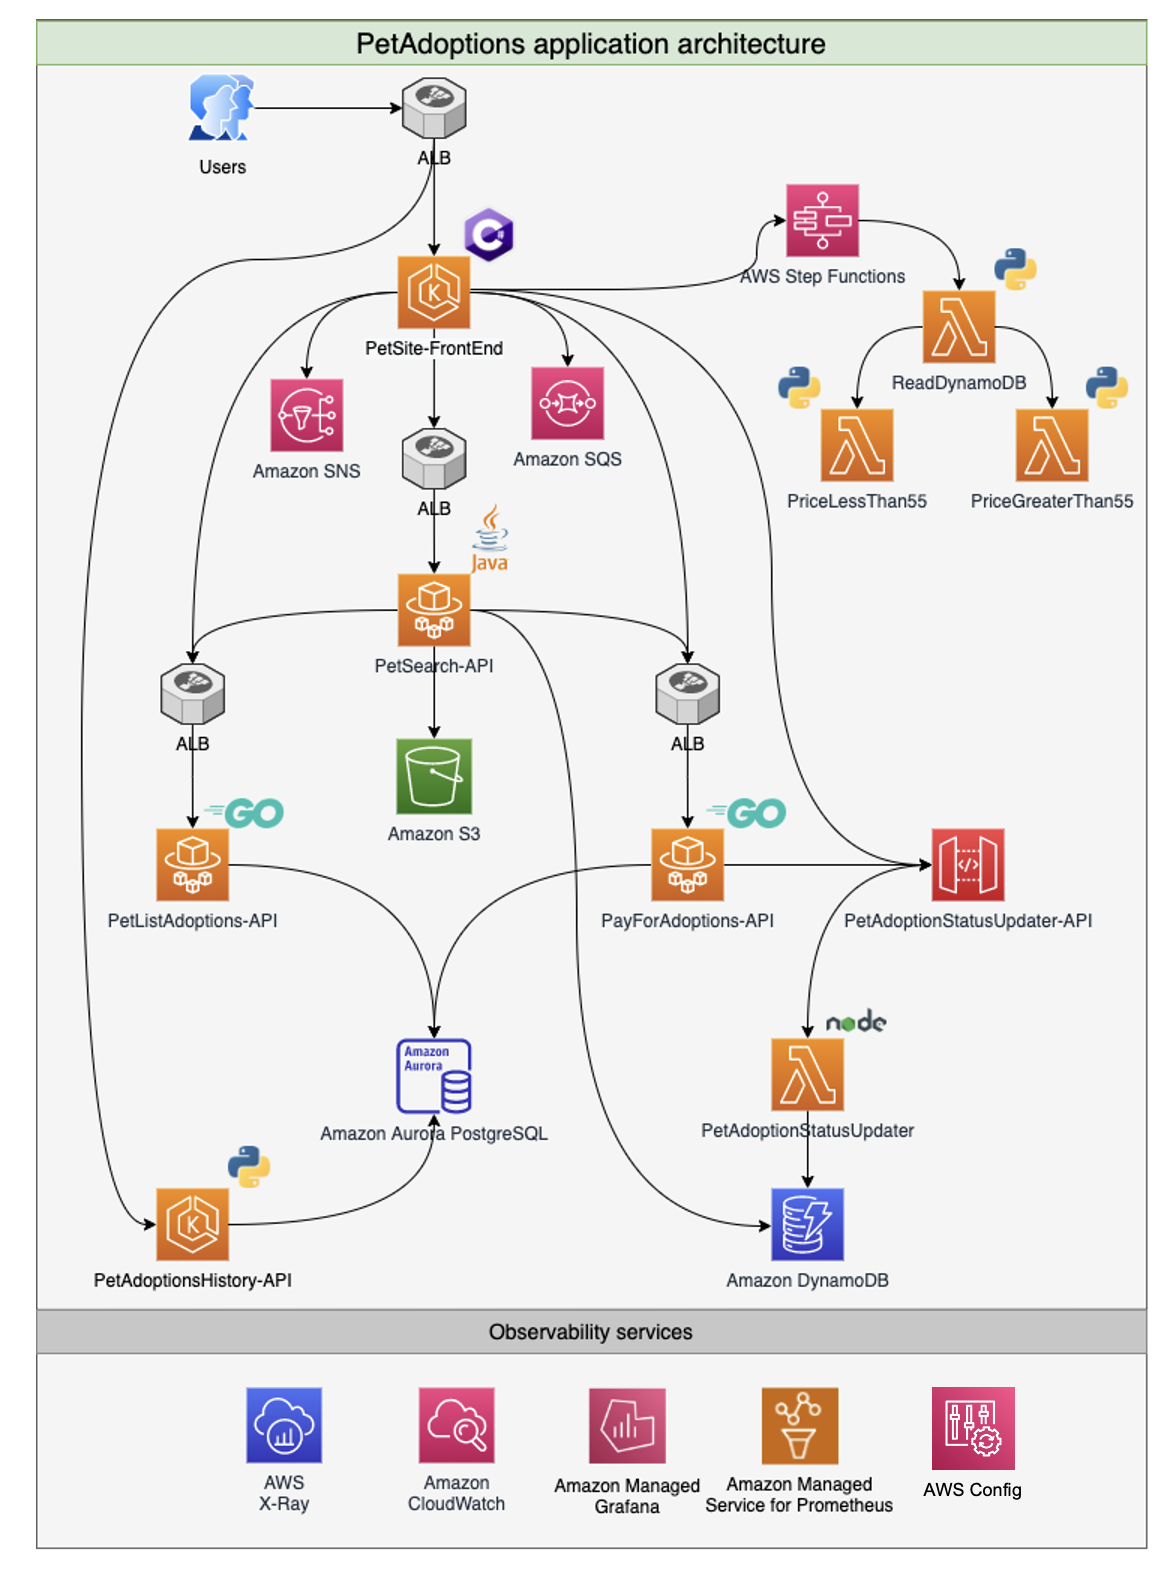 PetAdoptions application architecture
Users
ALB
C#
PetSite-FrontEnd
AWS Step Functions
ReadDynamoDB
Amazon SNS
Amazon SQS
PriceLessThan55
PriceGreaterThan55
ALB
Java
PetSearch-API
ALB
ALB
Amazon S3
GO
GO
</>
PetListAdoptions-API
PayForAdoptions-API
PetAdoptionStatusUpdater-API
node
Amazon
Aurora
Amazon Aurora PostgreSQL
PetAdoptionStatusUpdater
K
K
PetAdoptionsHistory-API
Amazon DynamoDB
Observability services
AWS
X-Ray
Amazon
CloudWatch
Amazon Managed
Grafana
Amazon Managed
Service for Prometheus
AWS Config